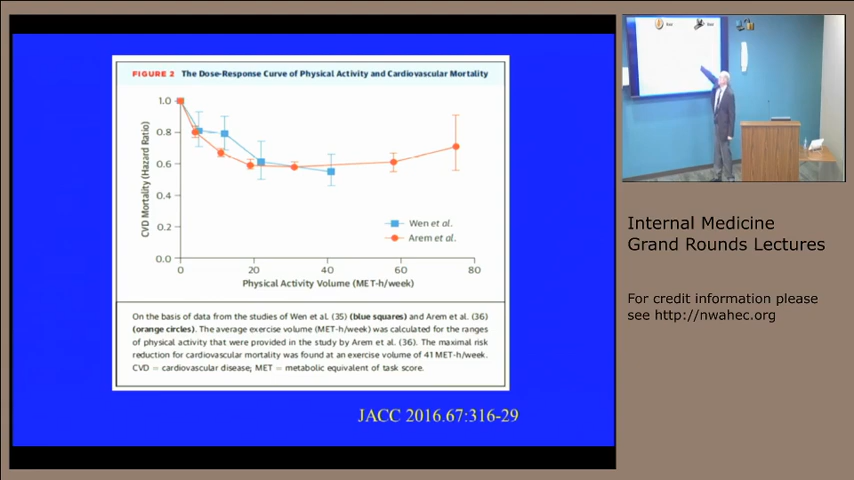 FIGURE 2 The Dose-Response Curve of Physical Activity and Cardiovascular Mortality
CVD Mortality (Hazard Ratio)
1.0
0.8
0.6
0.4
0.2
0.0
0
20
40
60
80
Physical Activity Volume (MET-h/week)
Wen et al.
Arem et al.
On the basis of data from the studies of Wen et al. (35) (blue squares) and Arem et al. (36)
(orange circles). The average exercise volume (MET-h/week) was calculated for the ranges
of physical activity that were provided in the study by Arem et al. (36). The maximal risk
reduction for cardiovascular mortality was found at an exercise volume of 41 MET-h/week.
CVD = cardiovascular disease; MET = metabolic equivalent of task score.
JACC 2016.67:316-29
Internal Medicine
Grand Rounds Lectures
For credit information please
see http://nwahec.org